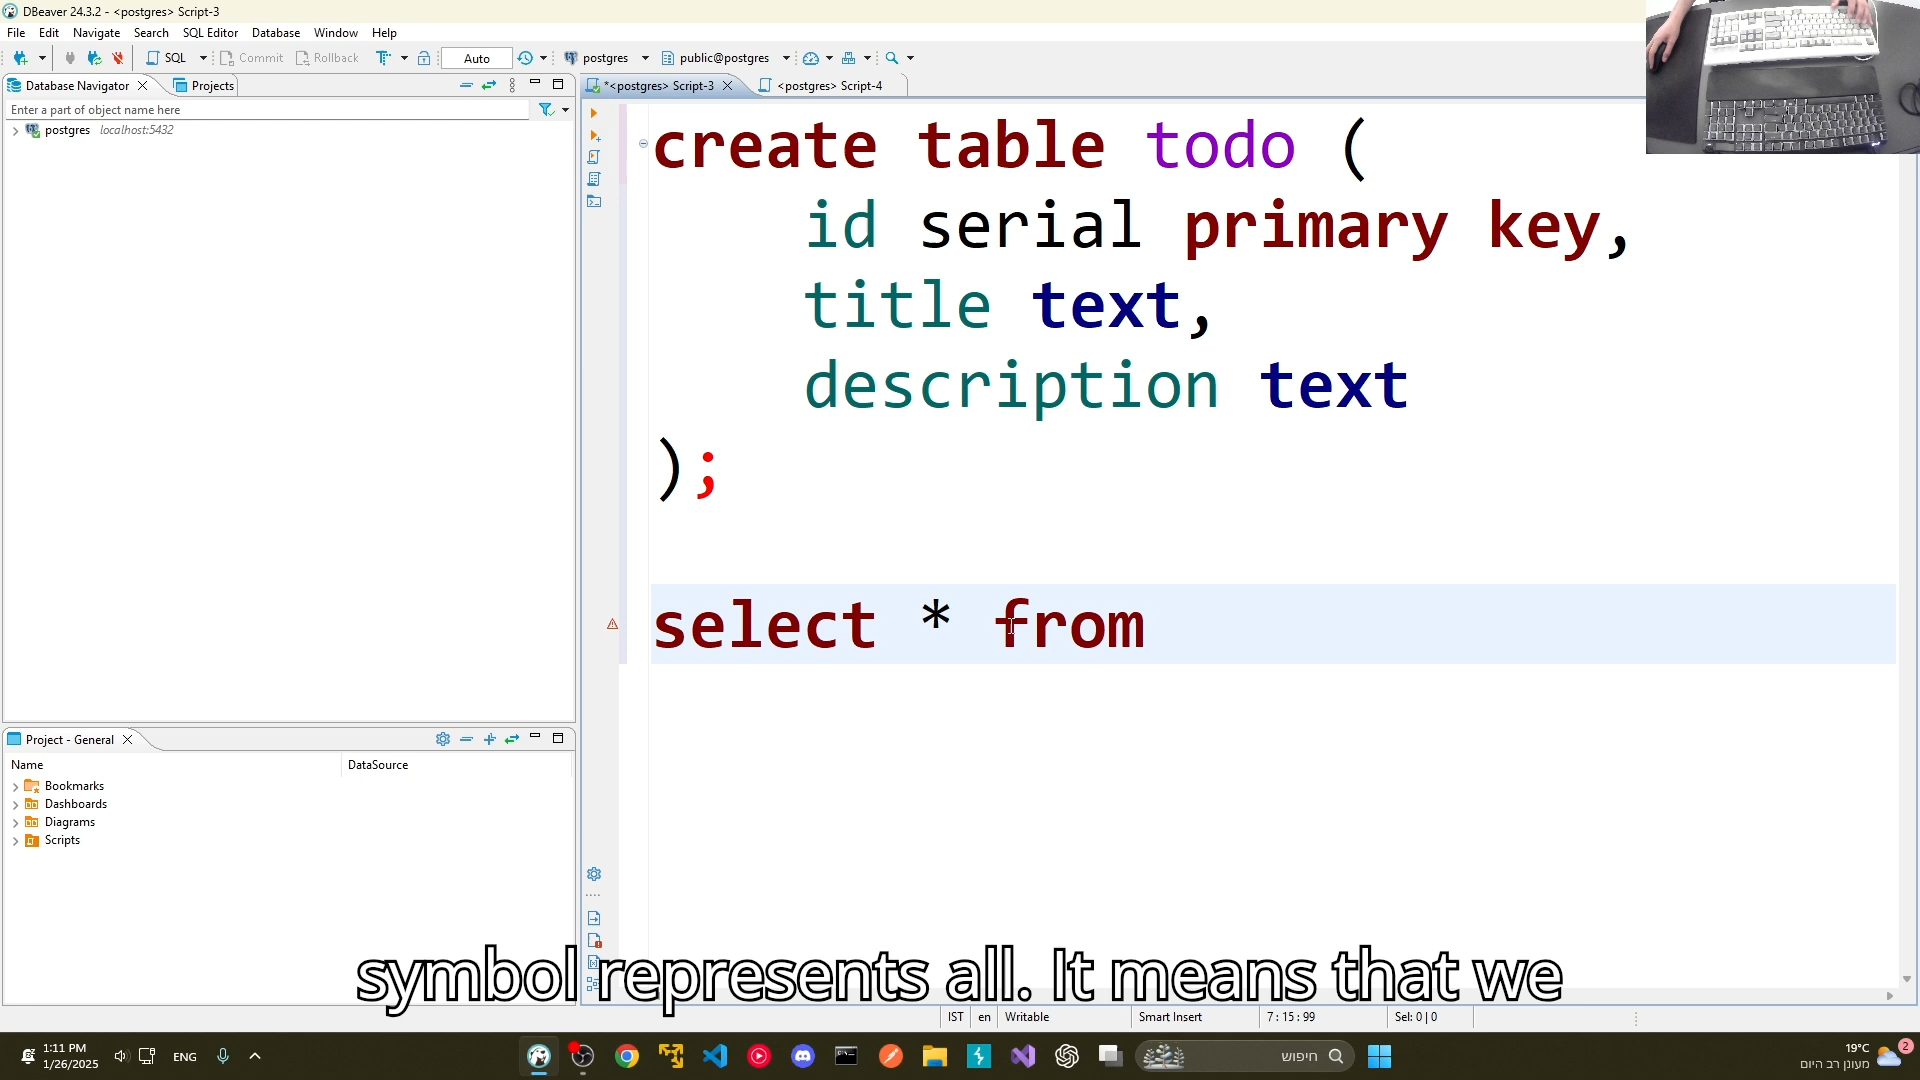 DBeaver 24.3.2 - <postgres> Script-3
File Edit Navigate Search SQL Editor Database Window Help
SQL Commit Rollback Auto postgres public@postgres
Database Navigator Projects
*<postgres> Script-3 <postgres> Script-4
Enter a part of object name here
postgres localhost:5432
create table todo (
id serial primary key,
title text,
description text
);
select * from
Project - General
Name DataSource
Bookmarks
Dashboards
Diagrams
Scripts
symbol represents all. It means that we
IST en Writable Smart Insert 7 : 15 : 99 Sel: 0 | 0
1:11 PM
1/26/2025
ENG
חיפוש
19°C
מעונן רב היום
2